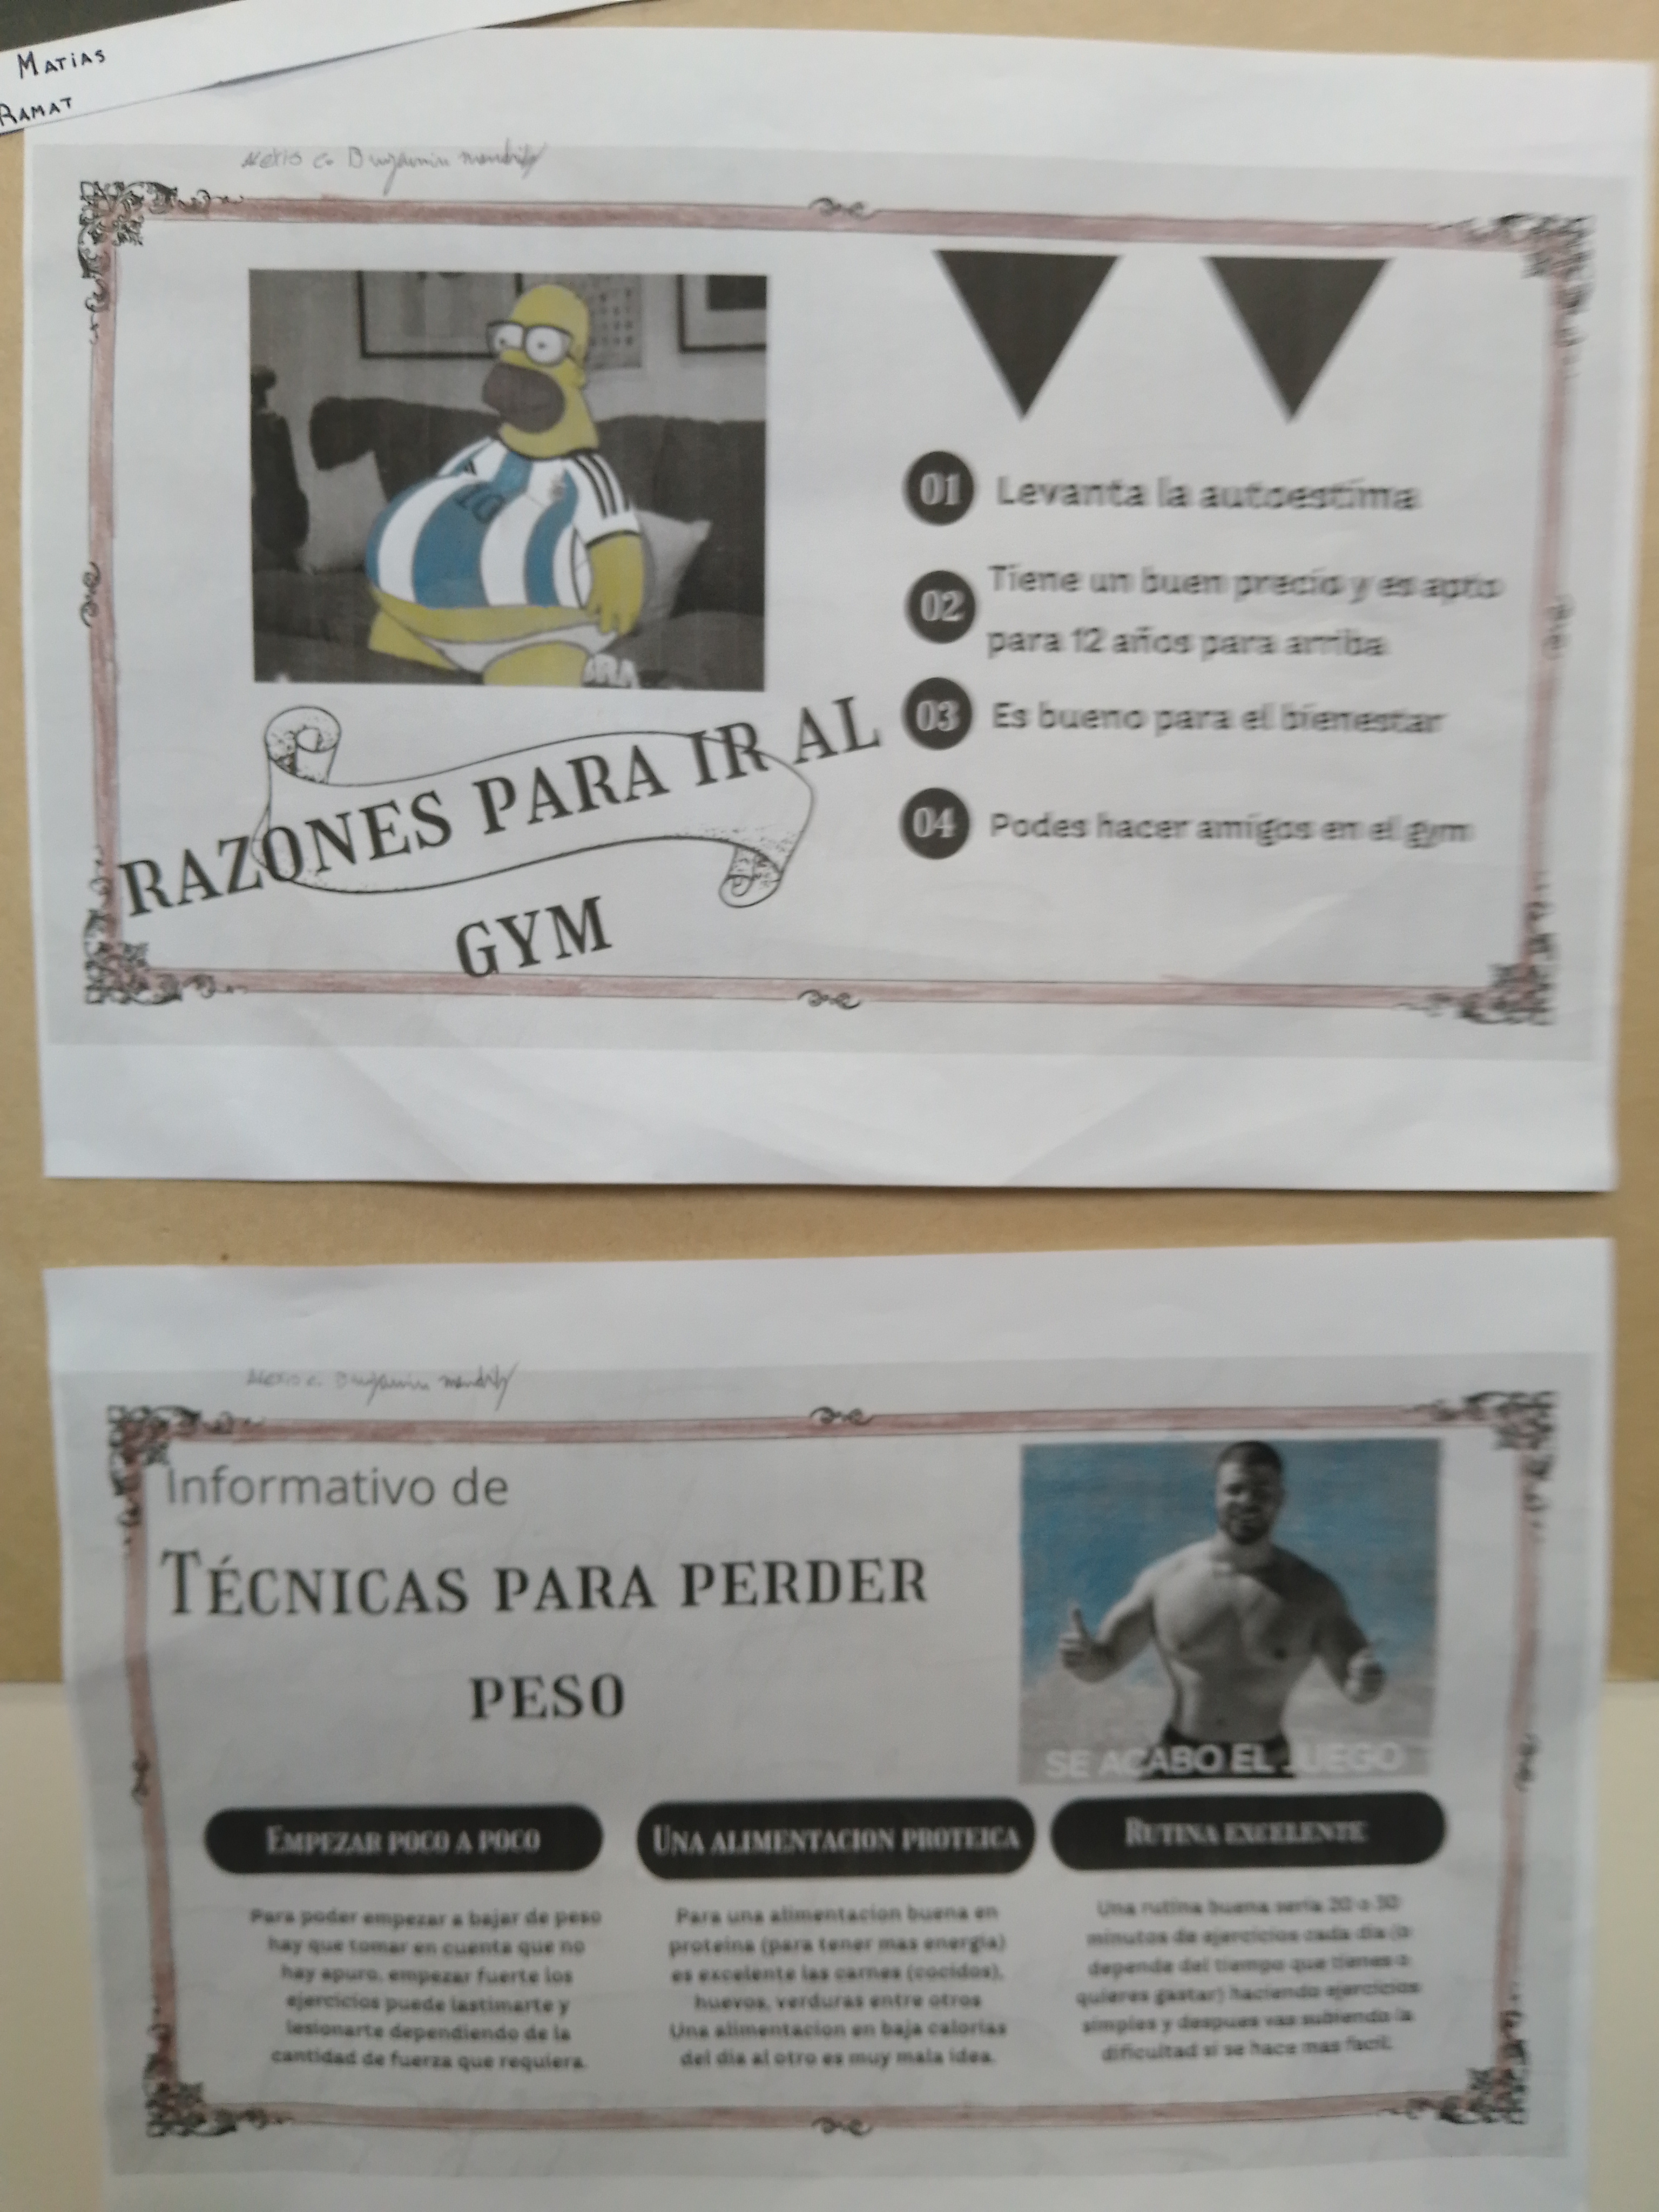 MATIAS
RAMAT
Benjamin
10
RAZONES PARA IR AL
GYM
01 Levanta la autoestima
02 Tiene un buen precio y es apto
para 12 años para arriba
03 Es bueno para el bienestar
04 Podes hacer amigos en el gym
Benjamin
Informativo de
TÉCNICAS PARA PERDER
PESO
SE ACABO EL JUEGO
EMPEZAR POCO A POCO
Para poder empezar a bajar de peso
hay que tomar en cuenta que no
hay apuro, empezar fuerte los
ejercicios puede lastimarte y
lesionarte dependiendo de la
cantidad de fuerza que requiera.
UNA ALIMENTACION PROTEICA
Para una alimentacion buena en
proteina (para tener mas energia)
es excelente las carnes (cocidos),
huevos, verduras entre otros
Una alimentacion en baja calorias
del dia al otro es muy mala idea.
RUTINA EXCELENTE
Una rutina buena seria 20 o 30
minutos de ejercicios cada dia (o
depende del tiempo que tienes o
quieres gastar) haciendo ejercicios
simples y despues vas subiendo la
dificultad si se hace mas facil.